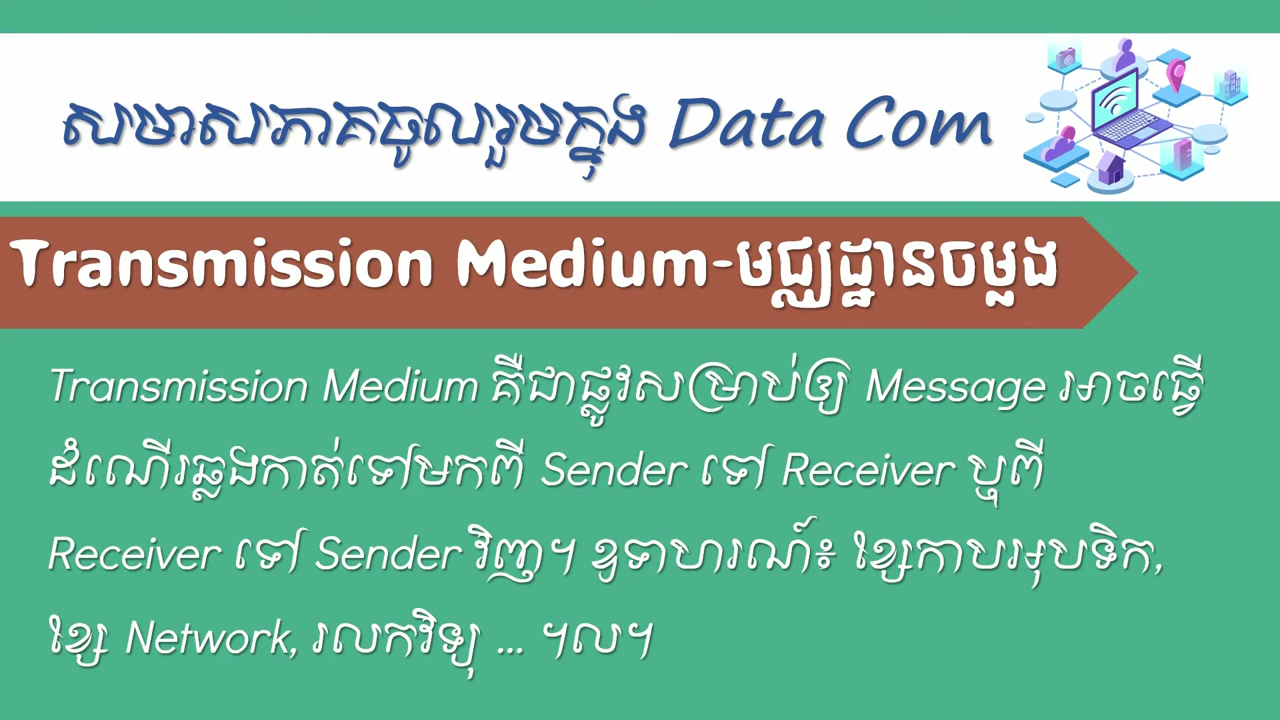 សមាសភាគចូលរួមក្នុង Data Com
Transmission Medium-មជ្ឈដ្ឋានចម្លង
Transmission Medium គឺជាផ្លូវសម្រាប់ឲ្យ Message អាចធ្វើ
ដំណើរឆ្លងកាត់ទៅមកពី Sender ទៅ Receiver ឬពី
Receiver ទៅ Sender វិញ។ ឧទាហរណ៍៖ ខ្សែកាបអុបទិក,
ខ្សែ Network, រលកវិទ្យុ ... ។ល។